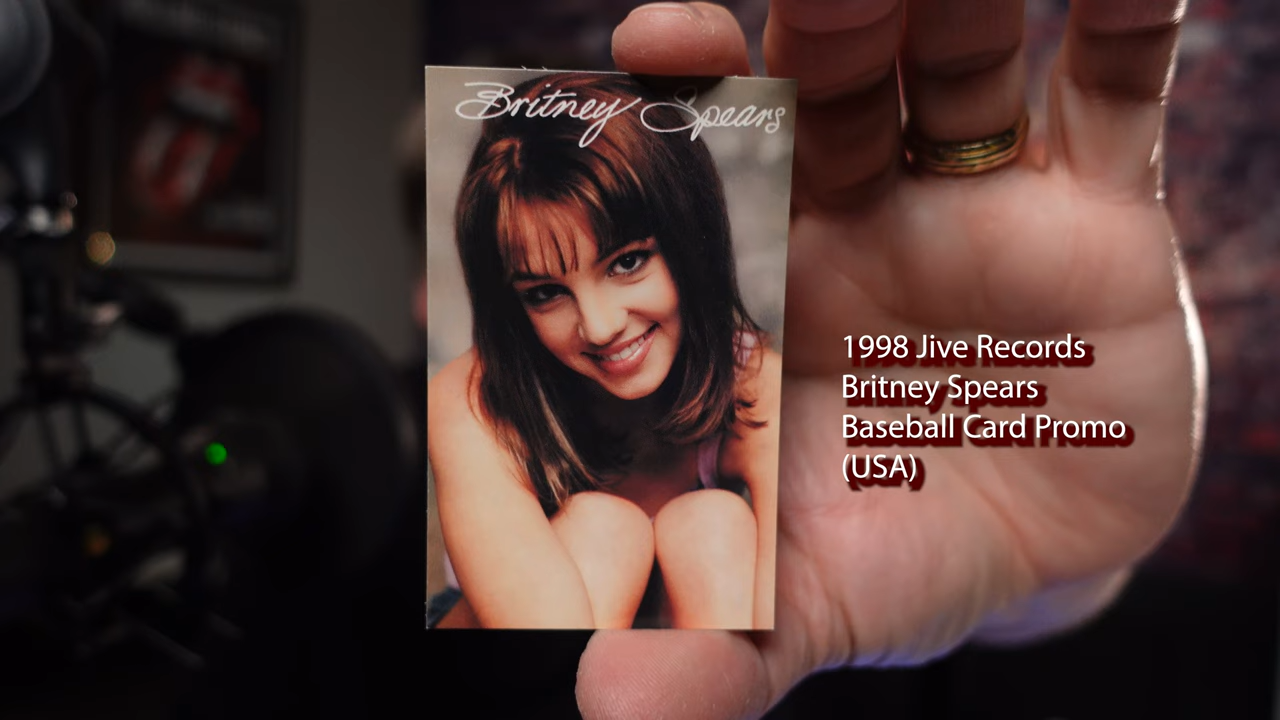 Britney Spears
1998 Jive Records
Britney Spears
Baseball Card Promo
(USA)